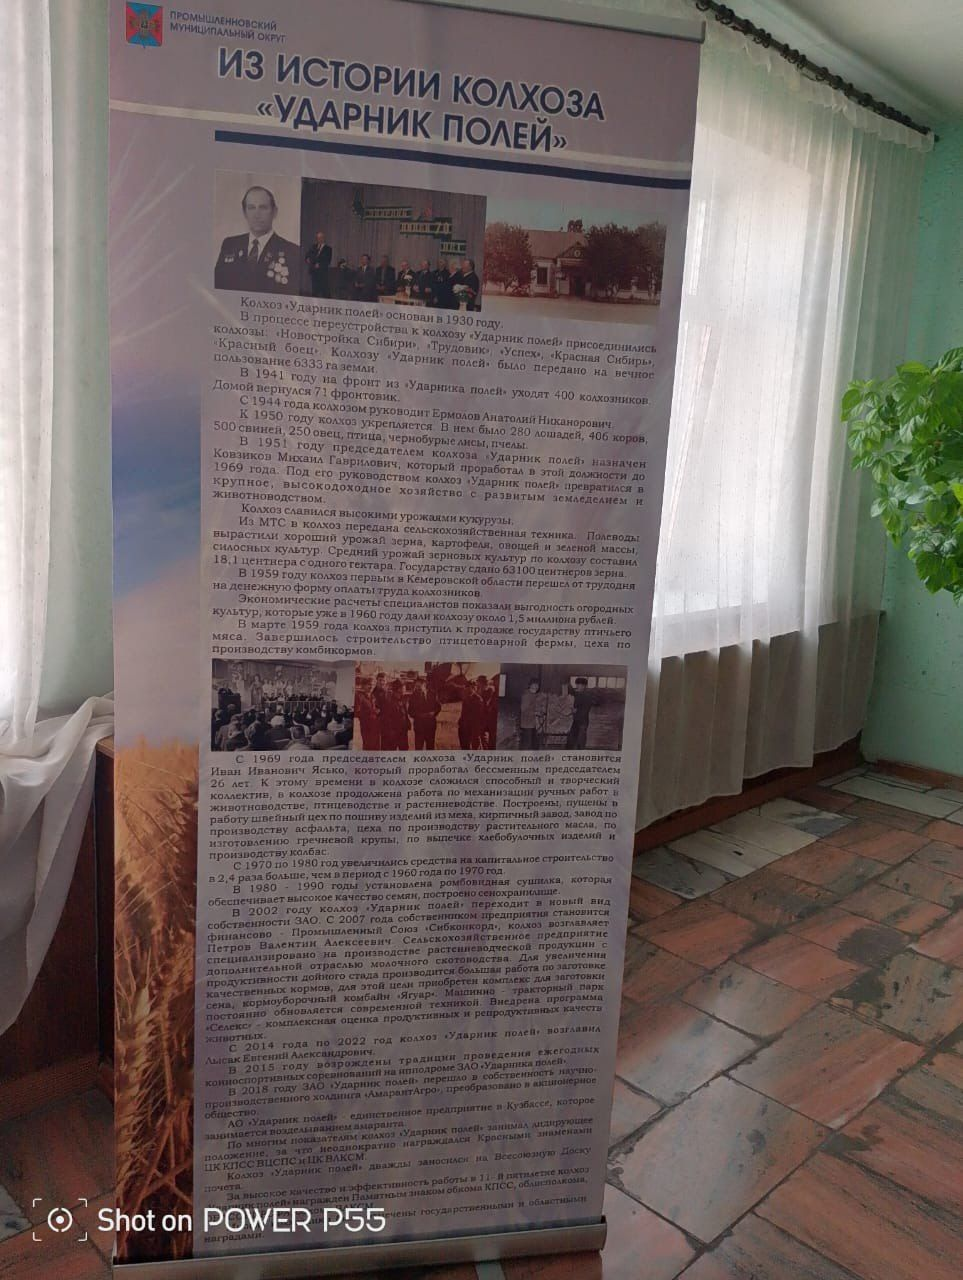 ПРОМЫШЛЕННОВСКИЙ
МУНИЦИПАЛЬНЫЙ ОКРУГ
ИЗ ИСТОРИИ КОЛХОЗА
«УДАРНИК ПОЛЕЙ»
Колхоз «Ударник полей» основан в 1930 году.
В процессе переустройства к колхозу «Ударник полей» присоединились
колхозы: «Новостройка Сибири», «Трудовик», «Успех», «Красная Сибирь»,
«Красный боец». Колхозу «Ударник полей» было передано на вечное
пользование 6333 га земли.
В 1941 году на фронт из «Ударника полей» уходят 400 колхозников.
Домой вернулся 71 фронтовик.
С 1944 года колхозом руководит Ермолов Анатолий Никанорович.
К 1950 году колхоз укрепляется. В нем было 280 лошадей, 406 коров,
500 свиней, 250 овец, птица, чернобурые лисы, пчелы.
В 1951 году председателем колхоза «Ударник полей» назначен
Ковзиков Михаил Гаврилович, который проработал в этой должности до
1969 года. Под его руководством колхоз «Ударник полей» превратился в
крупное, высокодоходное хозяйство с развитым земледелием и
животноводством.
Колхоз славился высокими урожаями кукурузы.
Из МТС в колхоз передана сельскохозяйственная техника. Полеводы
вырастили хороший урожай зерна, картофеля, овощей и зеленой массы,
силосных культур. Средний урожай зерновых культур по колхозу составил
18,1 центнера с одного гектара. Государству сдано 63100 центнеров зерна.
В 1959 году колхоз первым в Кемеровской области перешел от трудодня
на денежную форму оплаты труда колхозников.
Экономические расчеты специалистов показали выгодность огородных
культур, которые уже в 1960 году дали колхозу около 1,5 миллиона рублей.
В марте 1959 года колхоз приступил к продаже государству птичьего
мяса. Завершилось строительство птицетоварной фермы, цеха по
производству комбикормов.
С 1969 года председателем колхоза «Ударник полей» становится
Иван Иванович Ясько, который проработал бессменным председателем
26 лет. К этому времени в колхозе сложился способный и творческий
коллектив, в колхозе продолжена работа по механизации ручных работ в
животноводстве, птицеводстве и растениеводстве. Построены, пущены в
работу швейный цех по пошиву изделий из меха, кирпичный завод, завод по
производству асфальта, цеха по производству растительного масла, по
изготовлению гречневой крупы, по выпечке хлебобулочных изделий и
производству колбас.
С 1970 по 1980 год увеличились средства на капитальное строительство
в 2,4 раза больше, чем в период с 1960 года по 1970 год.
В 1980 - 1990 годы установлена ромбовидная сушилка, которая
обеспечивает высокое качество семян, построено сенохранилище.
В 2002 году колхоз «Ударник полей» переходит в новый вид
собственности ЗАО. С 2007 года собственником предприятия становится
финансово - Промышленный Союз «Сибконкорд», колхоз возглавляет
Петров Валентин Алексеевич. Сельскохозяйственное предприятие
специализировано на производстве растениеводческой продукции с
дополнительной отраслью молочного скотоводства. Для увеличения
продуктивности дойного стада производится большая работа по заготовке
качественных кормов, для этой цели приобретен комплекс для заготовки
сена, кормоуборочный комбайн «Ягуар». Машинно - тракторный парк
постоянно обновляется современной техникой. Внедрена программа
«Селекс» - комплексная оценка продуктивных и репродуктивных качеств
животных.
С 2014 года по 2022 год колхоз «Ударник полей» возглавил
Лысак Евгений Александрович.
В 2015 году возрождены традиции проведения ежегодных
конноспортивных соревнований на ипподроме ЗАО «Ударника полей».
В 2018 году ЗАО «Ударник полей» перешло в собственность научно-
производственного холдинга «АмарантАгро», преобразовано в акционерное
общество.
АО «Ударник полей» - единственное предприятие в Кузбассе, которое
занимается возделыванием амаранта.
По многим показателям колхоз «Ударник полей» занимал лидирующее
положение, за что неоднократно награждался Красными знаменами
ЦК КПСС ВЦСПС и ЦК ВЛКСМ.
Колхоз «Ударник полей» дважды заносился на Всесоюзную Доску
почета.
За высокое качество и эффективность работы в 11-й пятилетке колхоз
«Ударник полей» награжден Памятным знаком обкома КПСС, облисполкома,
ВЛКСМ.
отмечены государственными и областными
наградами.
Shot on POWER P55